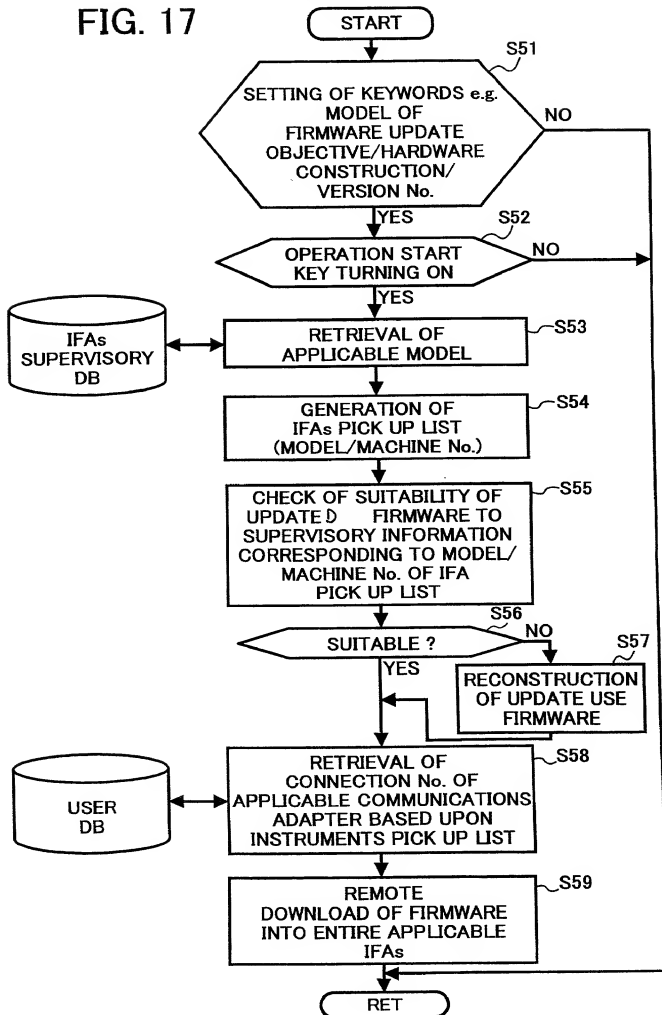 FIG. 17
START
S51
SETTING OF KEYWORDS e.g.
MODEL OF
FIRMWARE UPDATE
OBJECTIVE/HARDWARE
CONSTRUCTION/
VERSION No.
NO
YES
S52
OPERATION START
KEY TURNING ON
NO
YES
IFAs
SUPERVISORY
DB
RETRIEVAL OF
APPLICABLE MODEL
S53
GENERATION OF
IFAs PICK UP LIST
(MODEL/MACHINE No.)
S54
CHECK OF SUITABILITY OF
UPDATED FIRMWARE TO
SUPERVISORY INFORMATION
CORRESPONDING TO MODEL/
MACHINE No. OF IFA
PICK UP LIST
S55
S56
SUITABLE ?
NO
YES
S57
RECONSTRUCTION
OF UPDATE USE
FIRMWARE
USER
DB
RETRIEVAL OF
CONNECTION No. OF
APPLICABLE COMMUNICATIONS
ADAPTER BASED UPON
INSTRUMENTS PICK UP LIST
S58
REMOTE
DOWNLOAD OF FIRMWARE
INTO ENTIRE APPLICABLE
IFAs
S59
RET